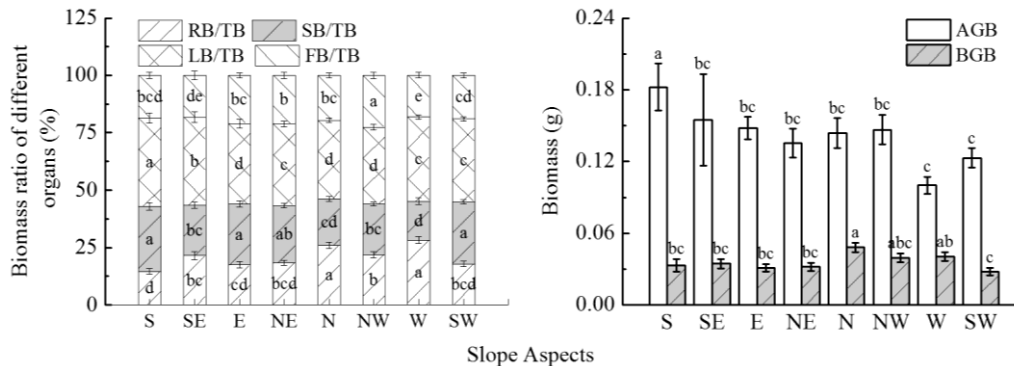 125
100
75
50
25
0
Biomass ratio of different
organs (%)
RB/TB SB/TB
LB/TB FB/TB
bcd de bc b bc a e cd
a b d c d d c c
a bc a ab cd bc d a
d bc cd bcd a b a bcd
S SE E NE N NW W SW
0.24
0.18
0.12
0.06
0.00
Biomass (g)
AGB
BGB
a bc bc bc bc bc c c
bc bc bc bc a abc ab c
S SE E NE N NW W SW
Slope Aspects